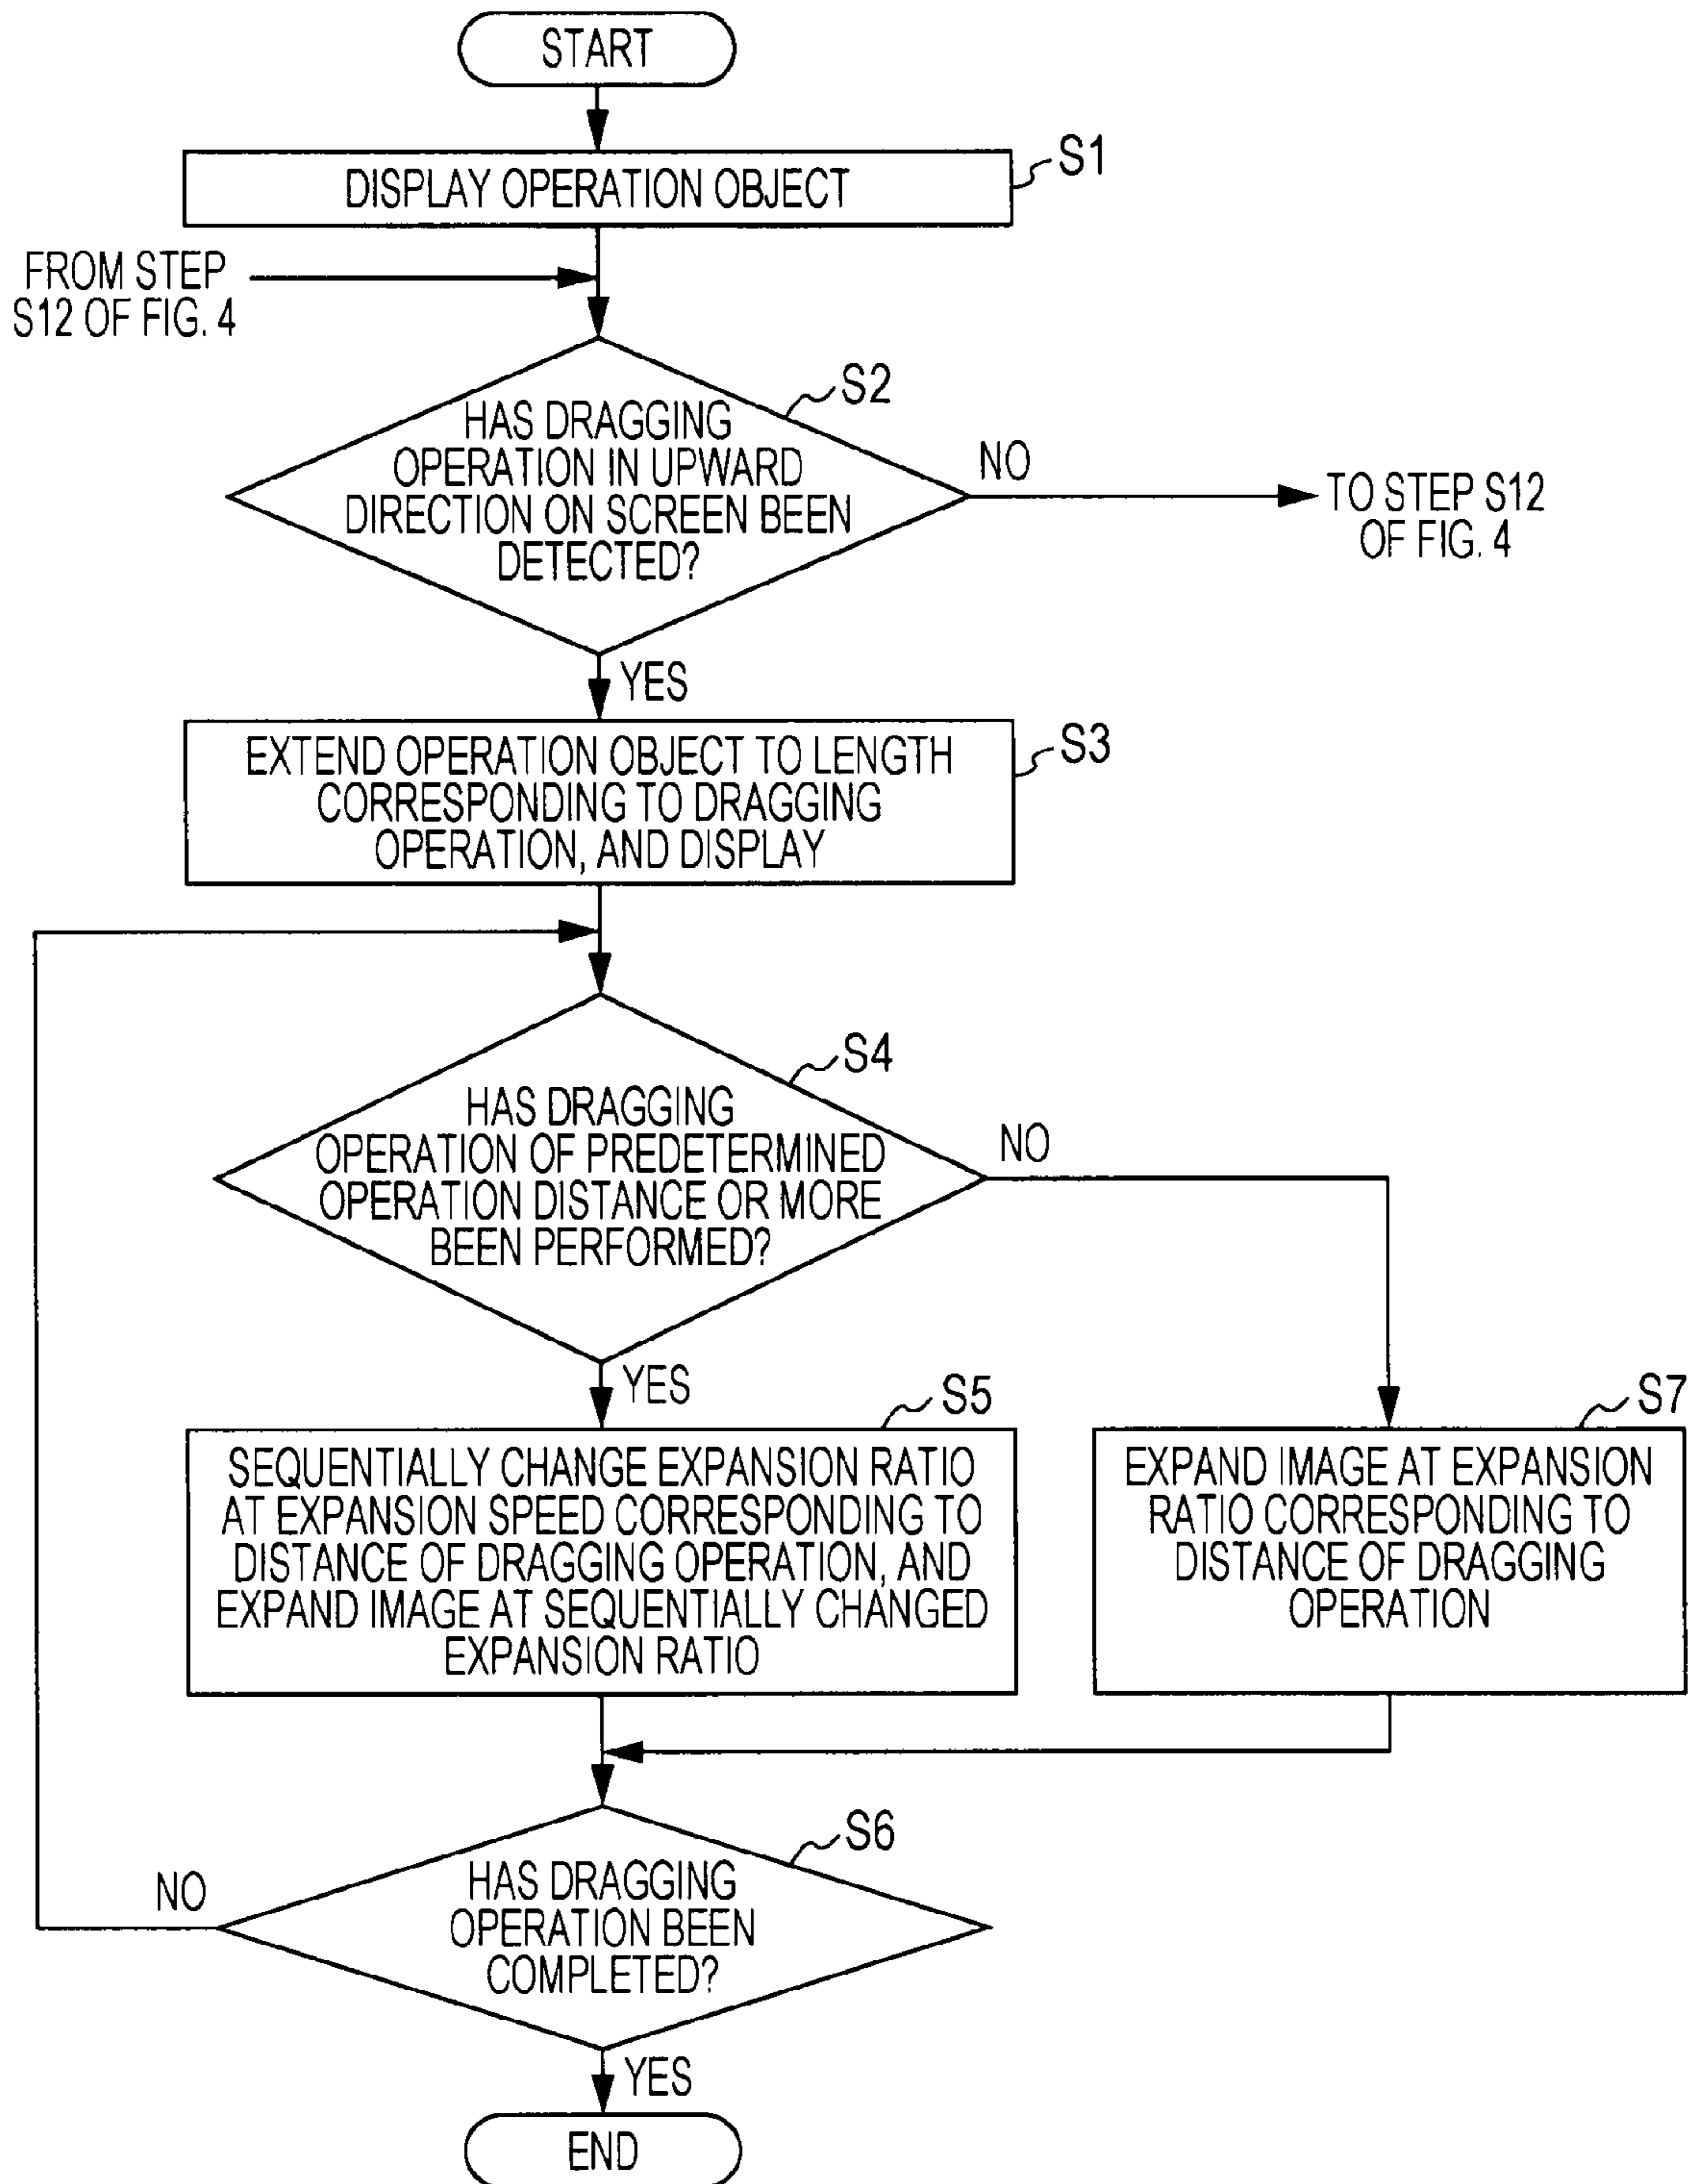 START
S1
DISPLAY OPERATION OBJECT
FROM STEP
S12 OF FIG. 4
S2
HAS DRAGGING
OPERATION IN UPWARD
DIRECTION ON SCREEN BEEN
DETECTED?
NO
TO STEP S12
OF FIG. 4
YES
S3
EXTEND OPERATION OBJECT TO LENGTH
CORRESPONDING TO DRAGGING
OPERATION, AND DISPLAY
S4
HAS DRAGGING
OPERATION OF PREDETERMINED
OPERATION DISTANCE OR MORE
BEEN PERFORMED?
NO
YES
S5
SEQUENTIALLY CHANGE EXPANSION RATIO
AT EXPANSION SPEED CORRESPONDING TO
DISTANCE OF DRAGGING OPERATION, AND
EXPAND IMAGE AT SEQUENTIALLY CHANGED
EXPANSION RATIO
S7
EXPAND IMAGE AT EXPANSION
RATIO CORRESPONDING TO
DISTANCE OF DRAGGING
OPERATION
S6
HAS DRAGGING
OPERATION BEEN
COMPLETED?
NO
YES
END